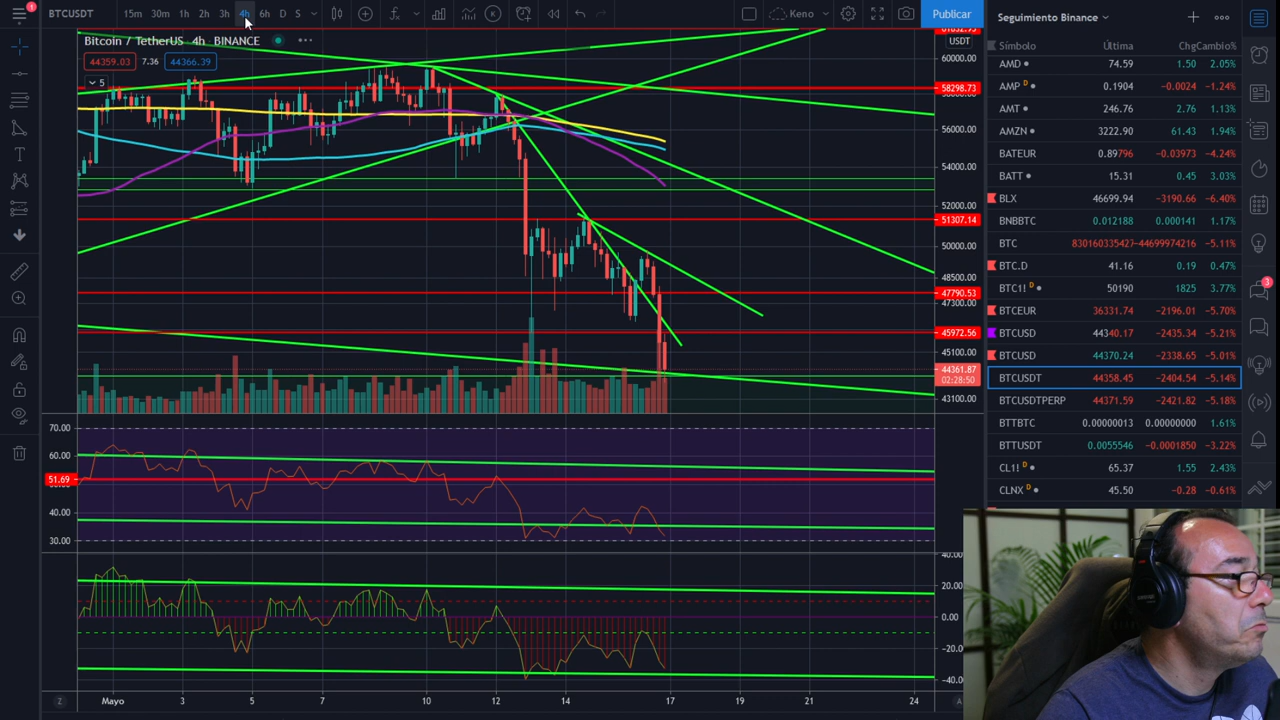 BTCUSDT 15m 30m 1h 2h 3h 4h 6h D S Keno Publicar
Bitcoin / TetherUS 4h BINANCE
44359.03 7.36 44366.39
5
USDT
60000.00
58298.73
56000.00
54000.00
52000.00
51307.14
50000.00
48500.00
47790.53
47300.00
45972.56
45100.00
44361.87
02:28:50
43100.00
70.00
60.00
51.69
40.00
30.00
40.00
20.00
0.00
-20.00
-40.00
Mayo 3 5 7 10 12 14 17 19 21 24
Seguimiento Binance
Símbolo Última Chg Cambio%
AMD 74.59 1.50 2.05%
AMP D 0.1904 −0.0024 −1.24%
AMT 246.76 2.76 1.13%
AMZN 3222.90 61.43 1.94%
BATEUR 0.89796 −0.03973 −4.24%
BATT 15.31 0.45 3.03%
BLX 46699.94 −3190.66 −6.40%
BNBBTC 0.012188 0.000141 1.17%
BTC 830160335427 −44699974216 −5.11%
BTC.D 41.16 0.19 0.47%
BTC1! D 50190 1825 3.77%
BTCEUR 36331.74 −2196.01 −5.70%
BTCUSD 44340.17 −2435.34 −5.21%
BTCUSD 44370.24 −2338.65 −5.01%
BTCUSDT 44358.45 −2404.54 −5.14%
BTCUSDTPERP 44371.59 −2421.82 −5.18%
BTTBTC 0.00000013 0.00000000 1.61%
BTTUSDT 0.0055546 −0.0001850 −3.22%
CL1! D 65.37 1.55 2.43%
CLNX D 45.50 −0.28 −0.61%